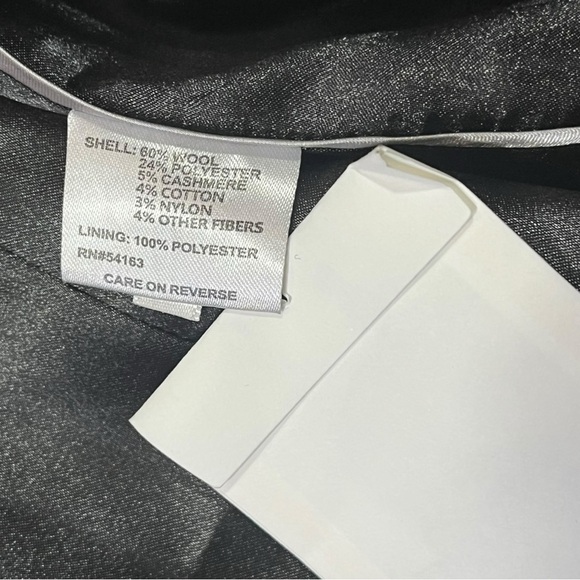 SHELL: 60% WOOL
24% POLYESTER
5% CASHMERE
4% COTTON
3% NYLON
4% OTHER FIBERS
LINING: 100% POLYESTER
RN#54163
CARE ON REVERSE